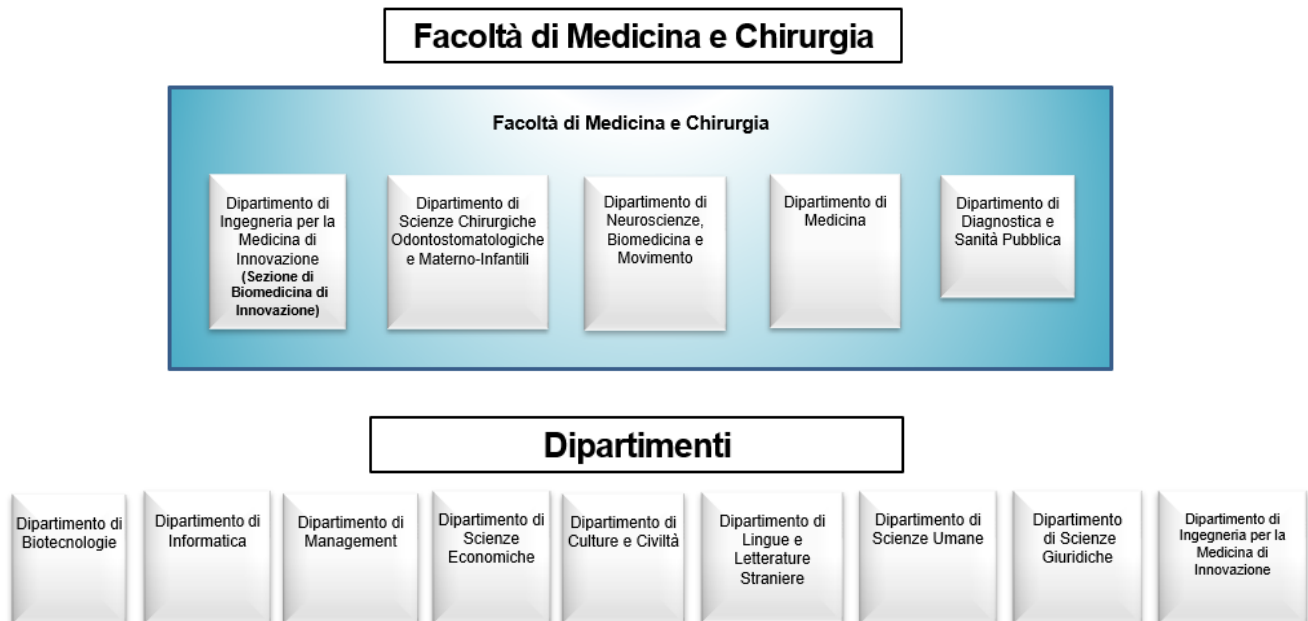 Facoltà di Medicina e Chirurgia
Facoltà di Medicina e Chirurgia
Dipartimento di
Ingegneria per la
Medicina di
Innovazione
(Sezione di
Biomedicina di
Innovazione)
Dipartimento di
Scienze Chirurgiche
Odontostomatologiche
e Materno-Infantili
Dipartimento di
Neuroscienze,
Biomedicina e
Movimento
Dipartimento di
Medicina
Dipartimento di
Diagnostica e
Sanità Pubblica
Dipartimenti
Dipartimento di
Biotecnologie
Dipartimento di
Informatica
Dipartimento di
Management
Dipartimento di
Scienze
Economiche
Dipartimento di
Culture e Civiltà
Dipartimento di
Lingue e
Letterature
Straniere
Dipartimento di
Scienze Umane
Dipartimento
di Scienze
Giuridiche
Dipartimento di
Ingegneria per la
Medicina di
Innovazione